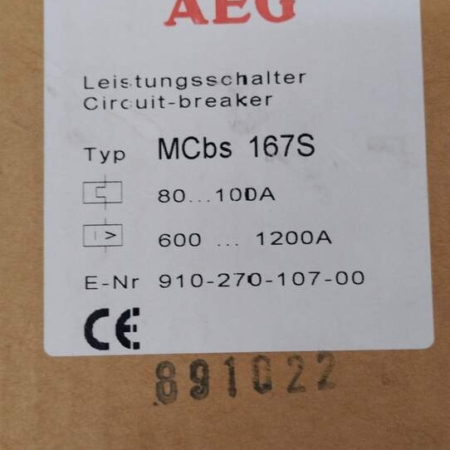 AEG
Leistungsschalter
Circuit-breaker
Typ MCbs 167S
80...100A
I> 600 ... 1200A
E-Nr 910-270-107-00
CE
891022